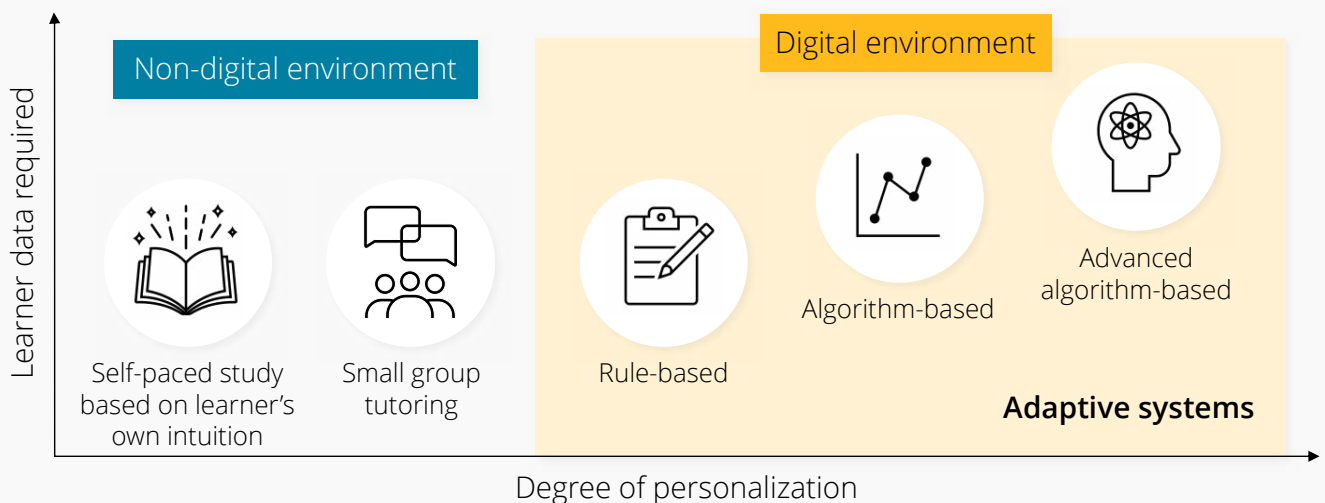 Non-digital environment
Digital environment
Learner data required
Self-paced study
based on learner's
own intuition
Small group
tutoring
Rule-based
Algorithm-based
Advanced
algorithm-based
Adaptive systems
Degree of personalization